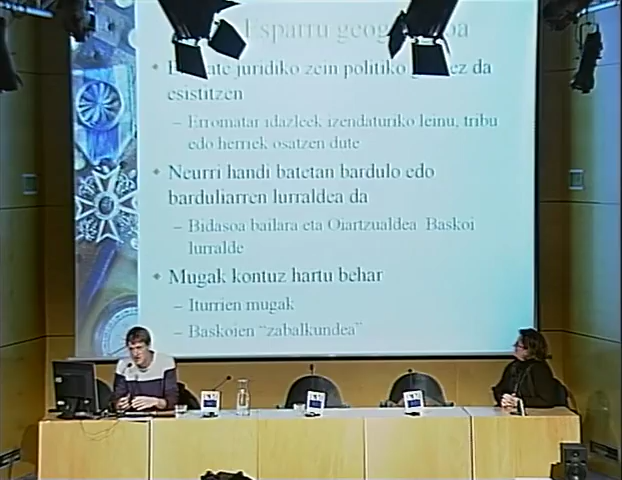 Esparru geog
juridiko zein politiko ez da
esistitzen
– Erromatar idazleek izendaturiko leinu, tribu
edo herriek osatzen dute
Neurri handi batetan bardulo edo
barduliarren lurraldea da
– Bidasoa bailara eta Oiartzualdea Baskoi
lurralde
Mugak kontuz hartu behar
– Iturrien mugak
– Baskoien "zabalkundea"